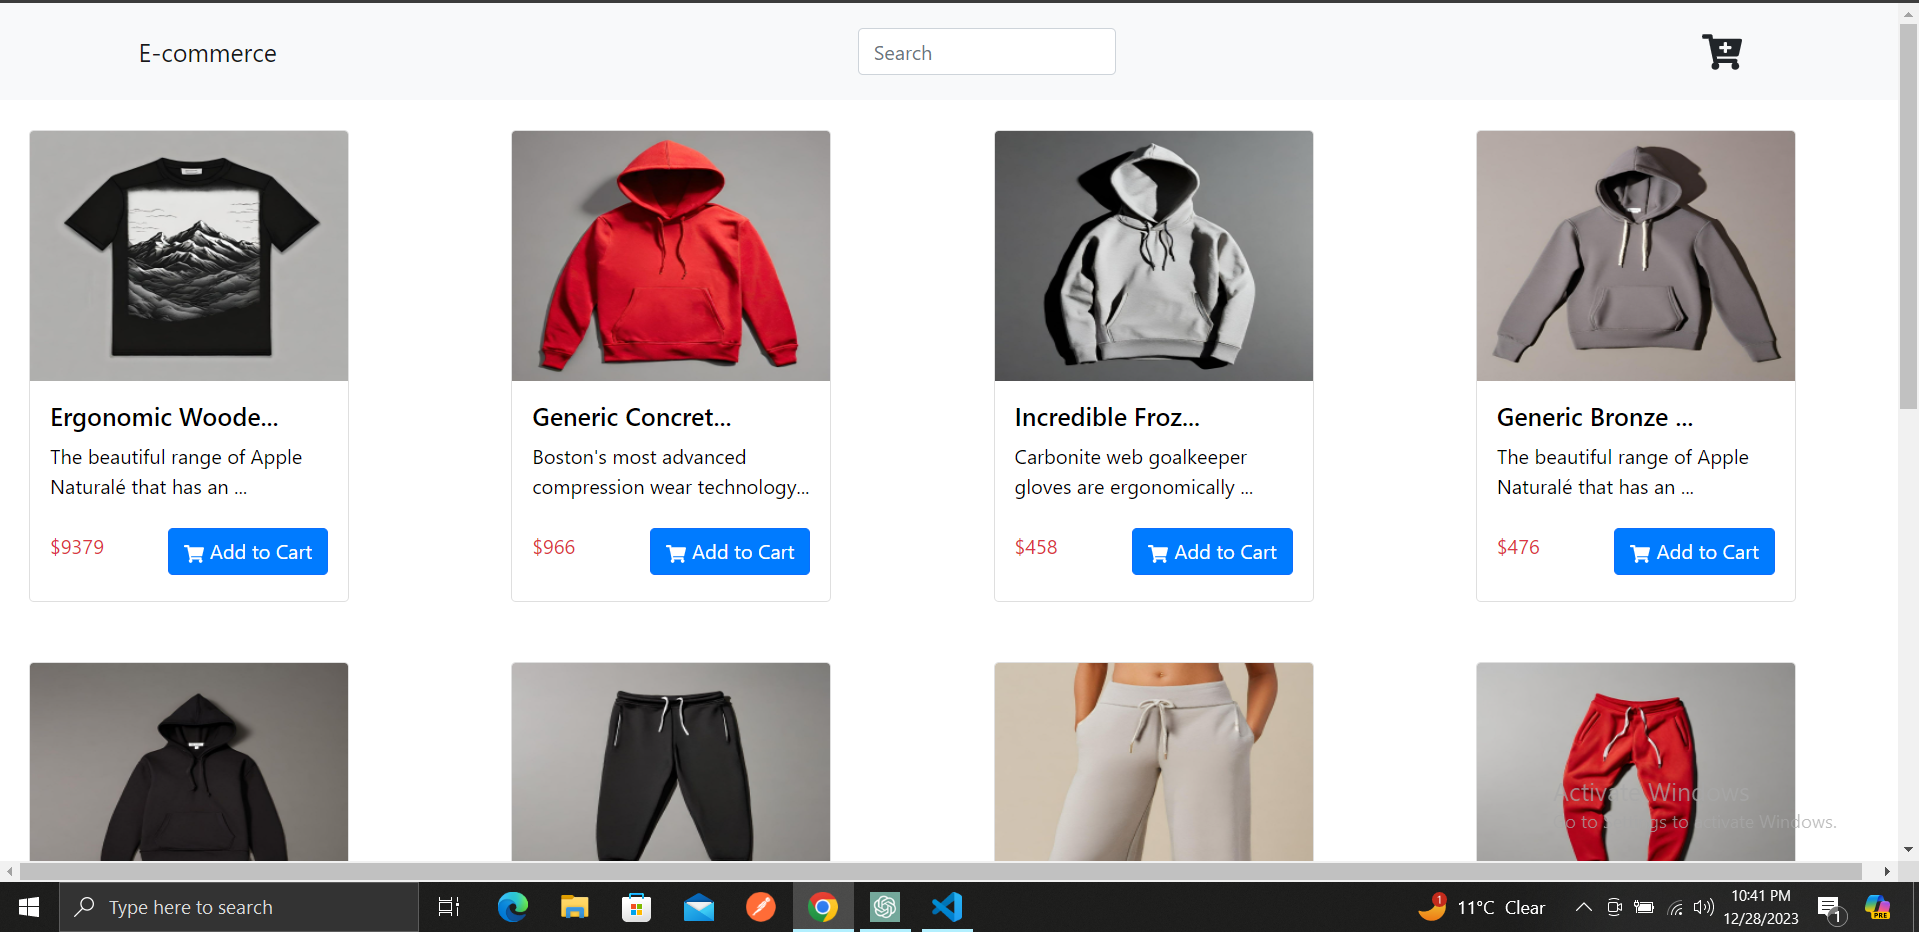 E-commerce
Search
Ergonomic Woode...
The beautiful range of Apple
Naturalé that has an ...
$9379
Add to Cart
Generic Concret...
Boston's most advanced
compression wear technology...
$966
Add to Cart
Incredible Froz...
Carbonite web goalkeeper
gloves are ergonomically ...
$458
Add to Cart
Generic Bronze ...
The beautiful range of Apple
Naturalé that has an ...
$476
Add to Cart
Activate Windows
Go to Settings to activate Windows.
Type here to search
1
11°C Clear
10:41 PM
12/28/2023
1
PRE